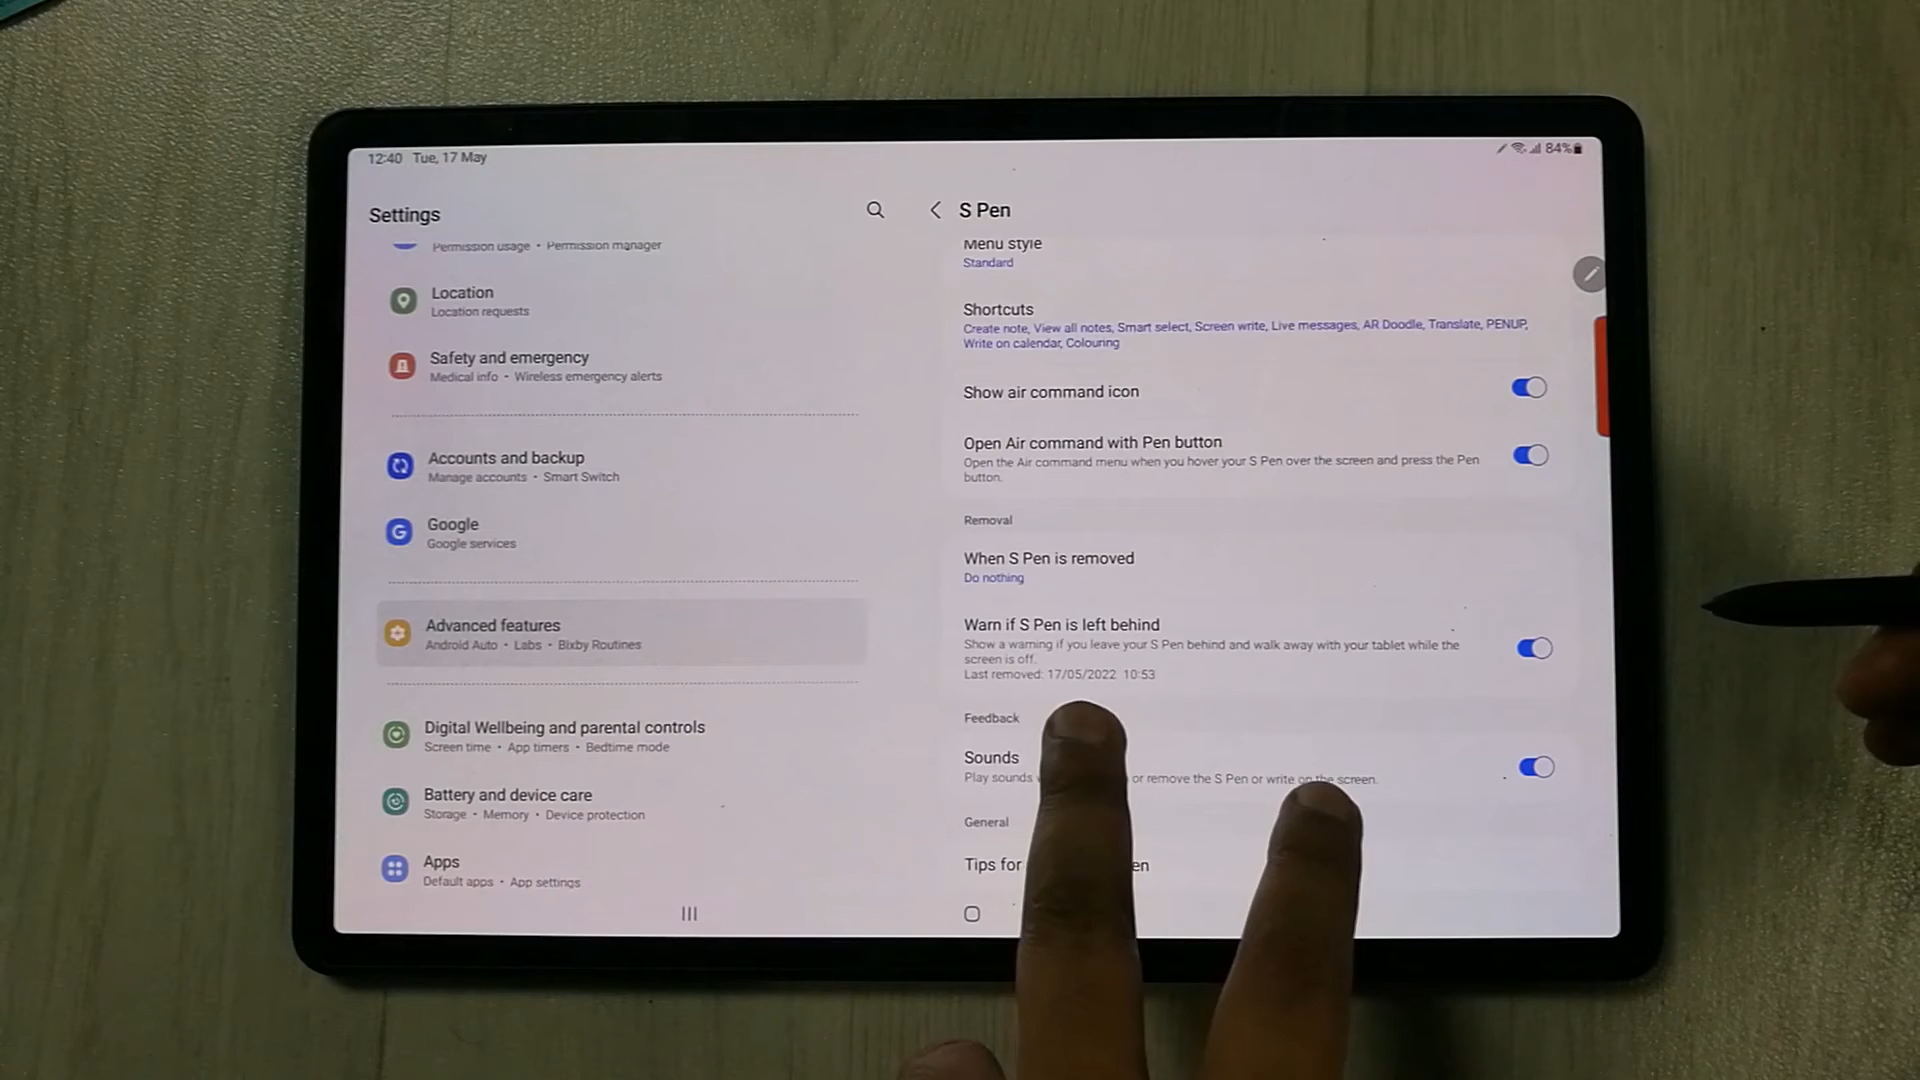 12:40 Tue, 17 May
84%
Settings
Permission usage • Permission manager
Location
Location requests
Safety and emergency
Medical info • Wireless emergency alerts
Accounts and backup
Manage accounts • Smart Switch
Google
Google services
Advanced features
Android Auto • Labs • Bixby Routines
Digital Wellbeing and parental controls
Screen time • App timers • Bedtime mode
Battery and device care
Storage • Memory • Device protection
Apps
Default apps • App settings
S Pen
Menu style
Standard
Shortcuts
Create note, View all notes, Smart select, Screen write, Live messages, AR Doodle, Translate, PENUP,
Write on calendar, Colouring
Show air command icon
Open Air command with Pen button
Open the Air command menu when you hover your S Pen over the screen and press the Pen
button.
Removal
When S Pen is removed
Do nothing
Warn if S Pen is left behind
Show a warning if you leave your S Pen behind and walk away with your tablet while the
screen is off.
Last removed: 17/05/2022 10:53
Feedback
Sounds
Play sounds or remove the S Pen or write on the screen.
General
Tips for